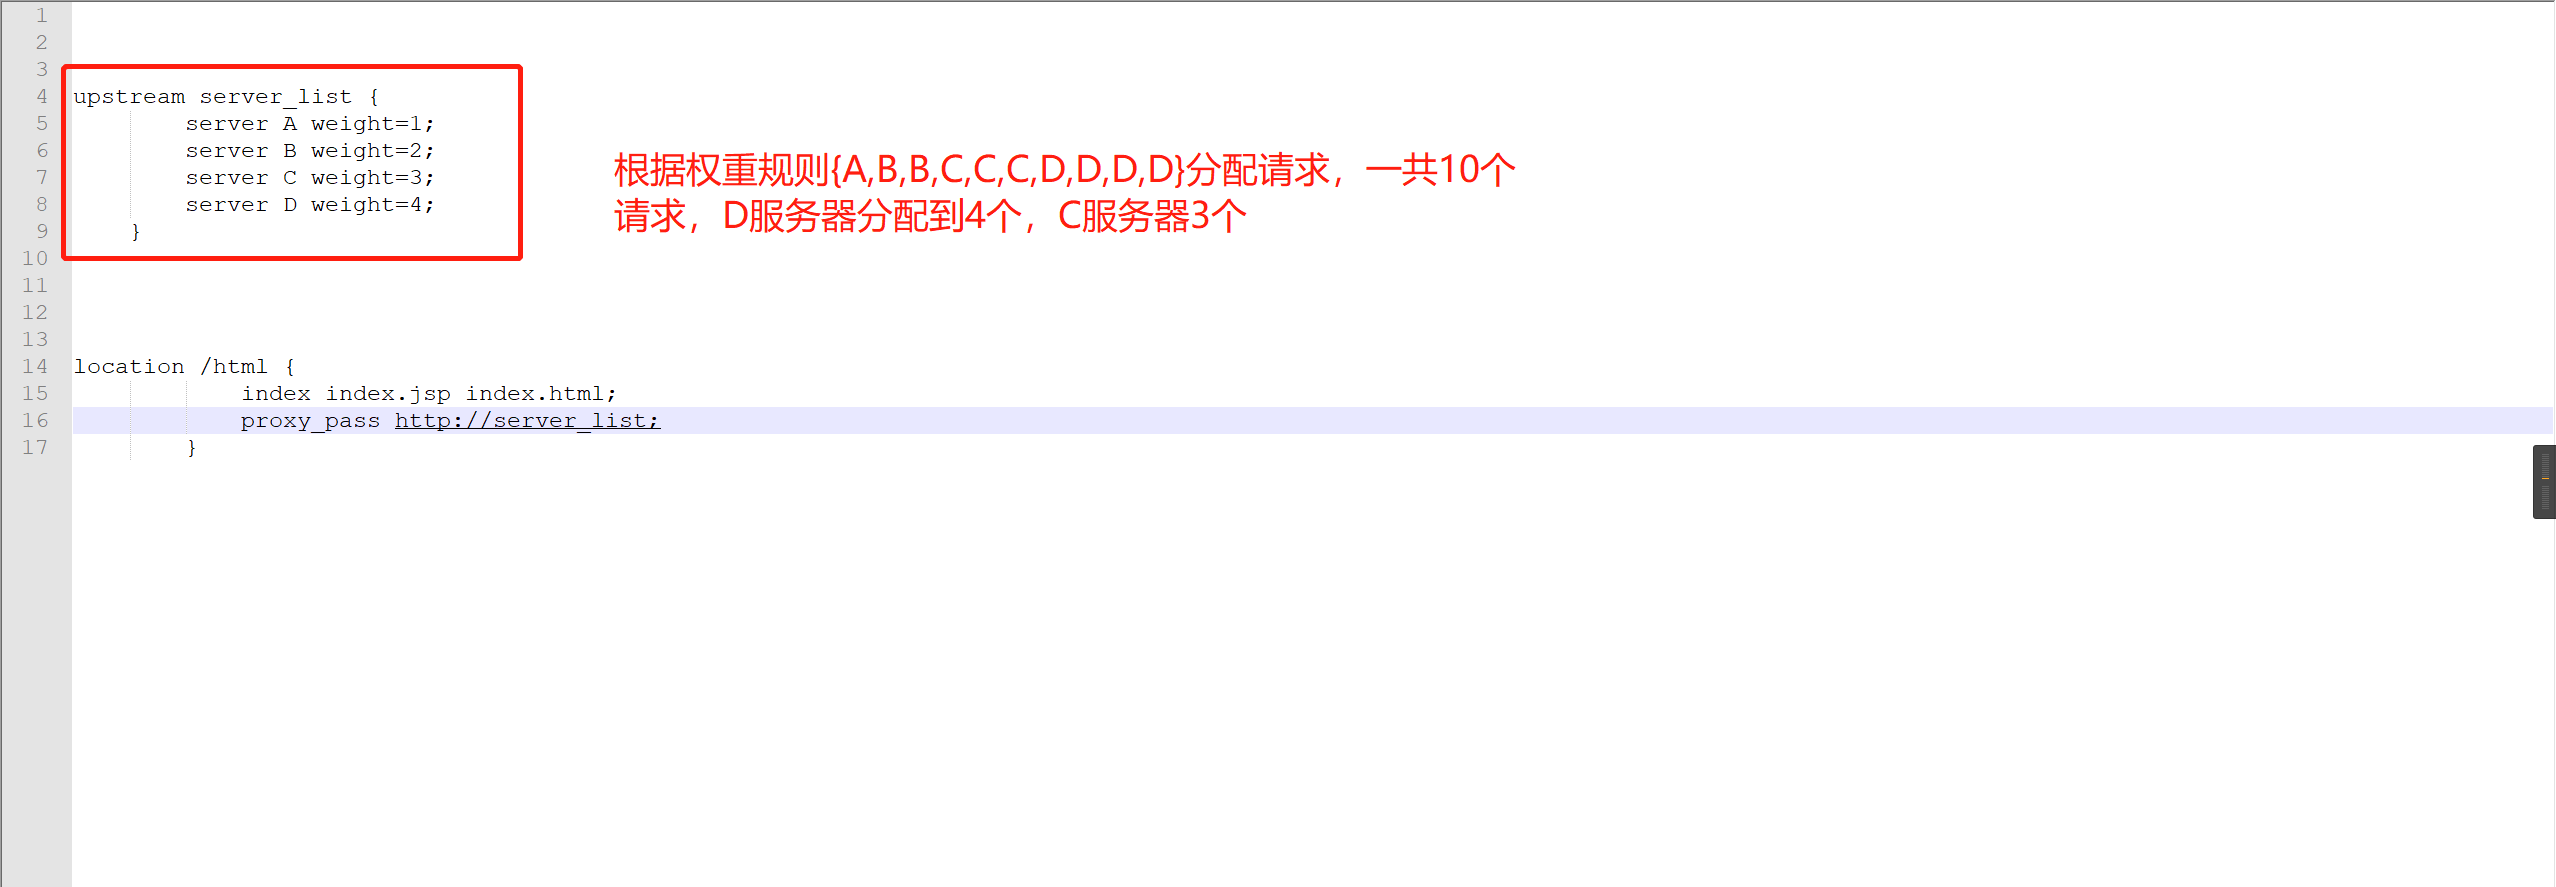 1
2
3
4 upstream server_list {
5 server A weight=1;
6 server B weight=2;
7 server C weight=3;
8 server D weight=4;
9 }
10
11
12
13
14 location /html {
15 index index.jsp index.html;
16 proxy_pass http://server_list;
17 }
根据权重规则{A,B,B,C,C,C,D,D,D,D}分配请求，一共10个
请求，D服务器分配到4个，C服务器3个